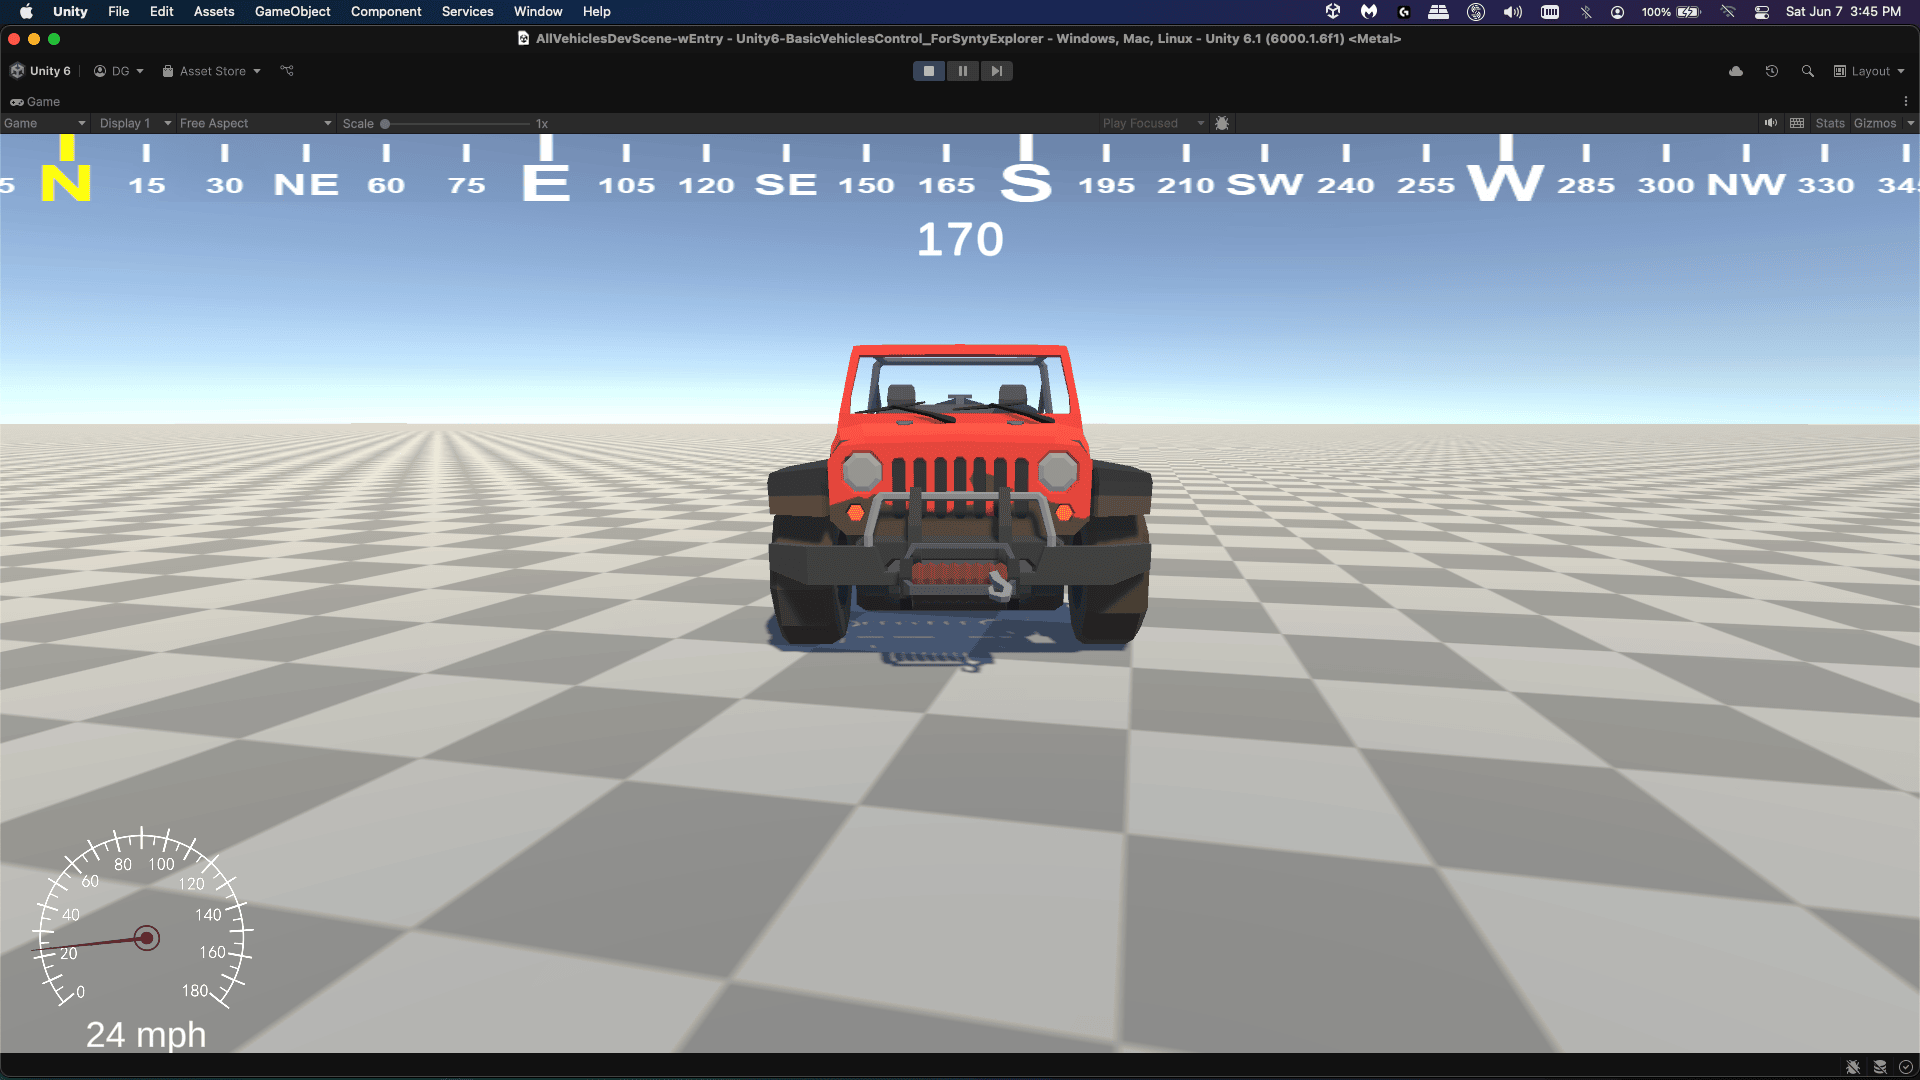 Unity File Edit Assets GameObject Component Services Window Help 100% Sat Jun 7 3:45 PM
AllVehiclesDevScene-wEntry - Unity6-BasicVehiclesControl_ForSyntyExplorer - Windows, Mac, Linux - Unity 6.1 (6000.1.6f1) <Metal>
Unity 6 DG Asset Store Layout
Game
Game Display 1 Free Aspect Scale 1x Play Focused Stats Gizmos
5 N 15 30 NE 60 75 E 105 120 SE 150 165 S 195 210 SW 240 255 W 285 300 NW 330 345
170
80 100
60 120
40 140
20 160
0 180
24 mph